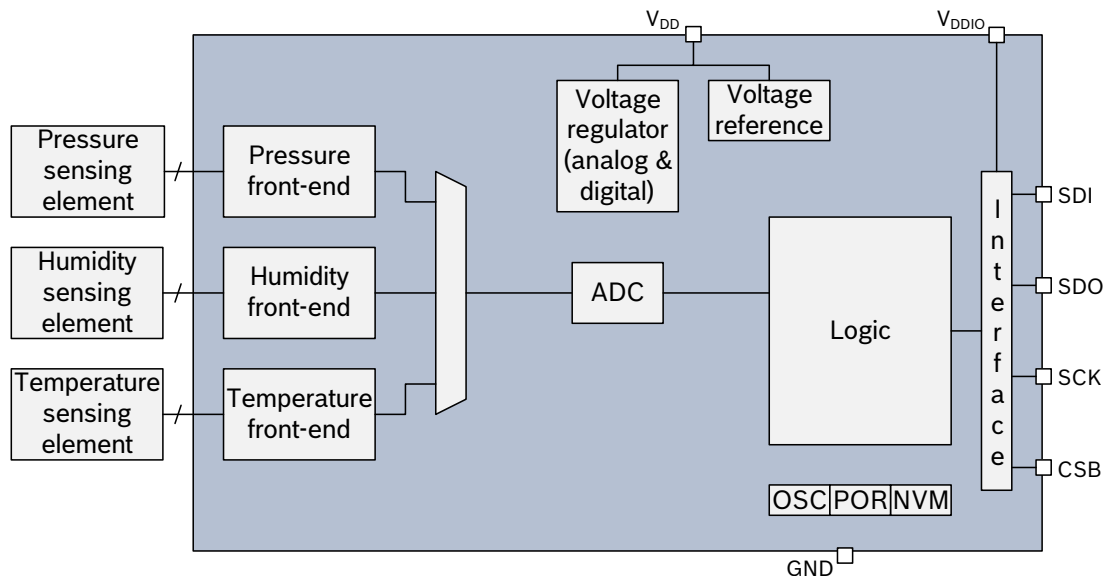 VDD
VDDIO
Voltage
regulator
(analog &
digital)
Voltage
reference
Pressure
sensing
element
Pressure
front-end
Humidity
sensing
element
Humidity
front-end
Temperature
sensing
element
Temperature
front-end
ADC
Logic
Interface
SDI
SDO
SCK
CSB
OSC POR NVM
GND